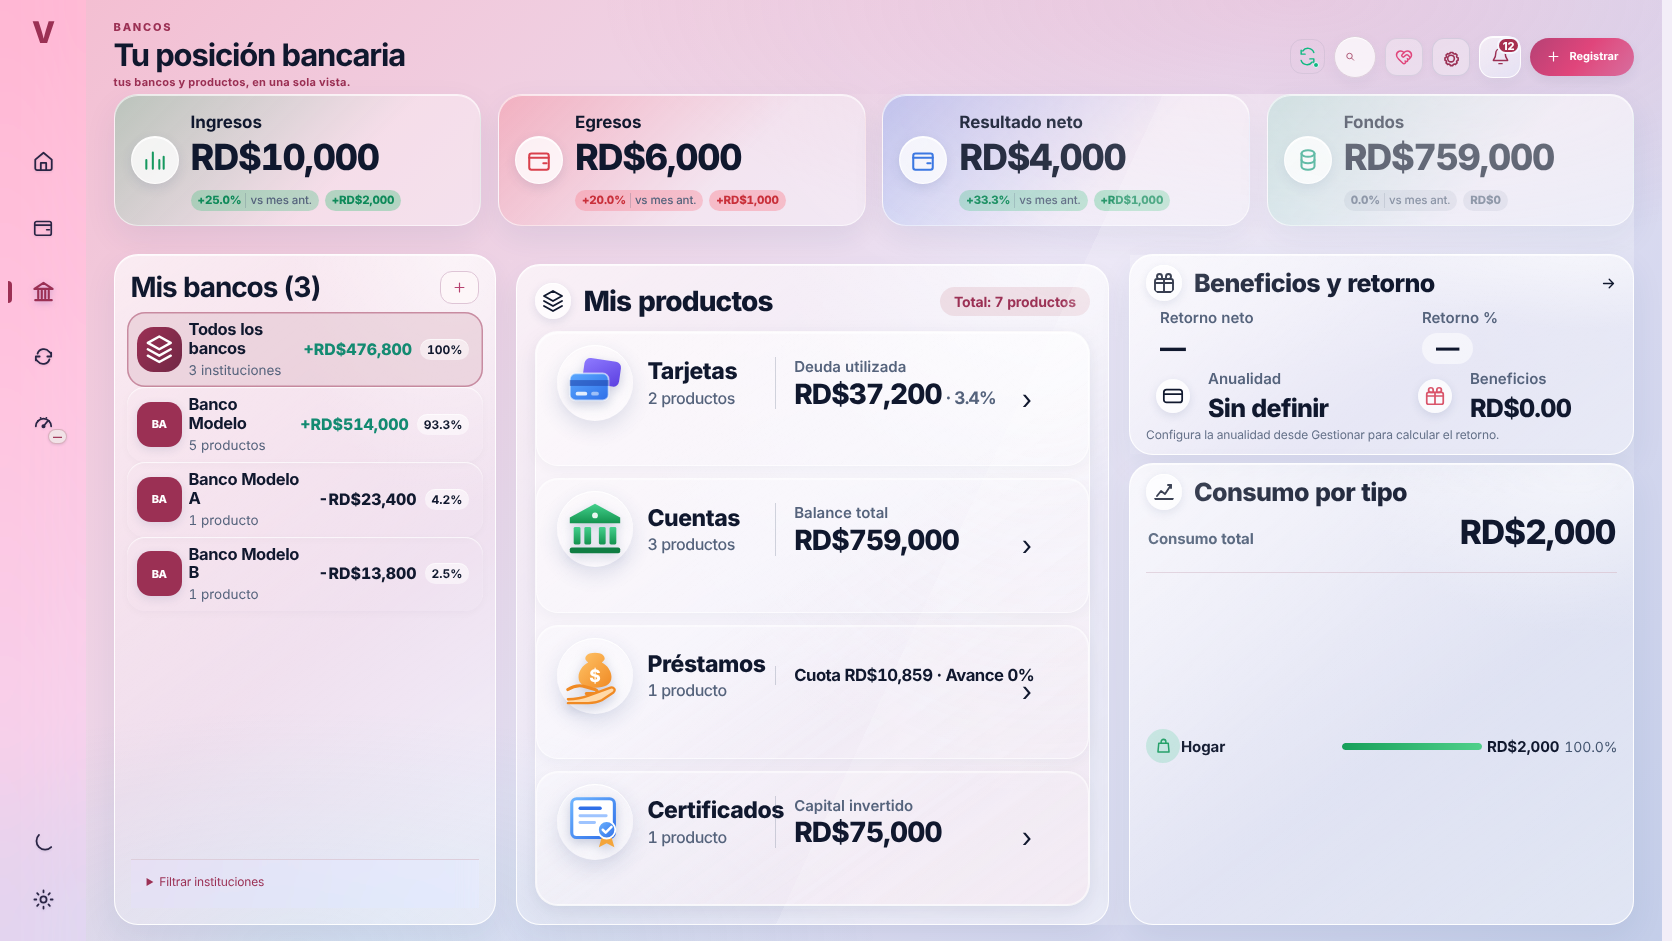 V
BANCOS
Tu posición bancaria
tus bancos y productos, en una sola vista.
12
Registrar
Ingresos
RD$10,000
+25.0% vs mes ant. +RD$2,000
Egresos
RD$6,000
+20.0% vs mes ant. +RD$1,000
Resultado neto
RD$4,000
+33.3% vs mes ant. +RD$1,000
Fondos
RD$759,000
0.0% vs mes ant. RD$0
Mis bancos (3)
+
Todos los
bancos
3 instituciones
+RD$476,800 100%
BA
Banco
Modelo
5 productos
+RD$514,000 93.3%
BA
Banco Modelo
A
1 producto
-RD$23,400 4.2%
BA
Banco Modelo
B
1 producto
-RD$13,800 2.5%
Filtrar instituciones
Mis productos
Total: 7 productos
Tarjetas
2 productos
Deuda utilizada
RD$37,200 · 3.4%
Cuentas
3 productos
Balance total
RD$759,000
$
Préstamos
1 producto
Cuota RD$10,859 · Avance 0%
Certificados
1 producto
Capital invertido
RD$75,000
Beneficios y retorno
Retorno neto
—
Retorno %
—
Anualidad
Sin definir
Beneficios
RD$0.00
Configura la anualidad desde Gestionar para calcular el retorno.
Consumo por tipo
Consumo total
RD$2,000
Hogar
RD$2,000 100.0%